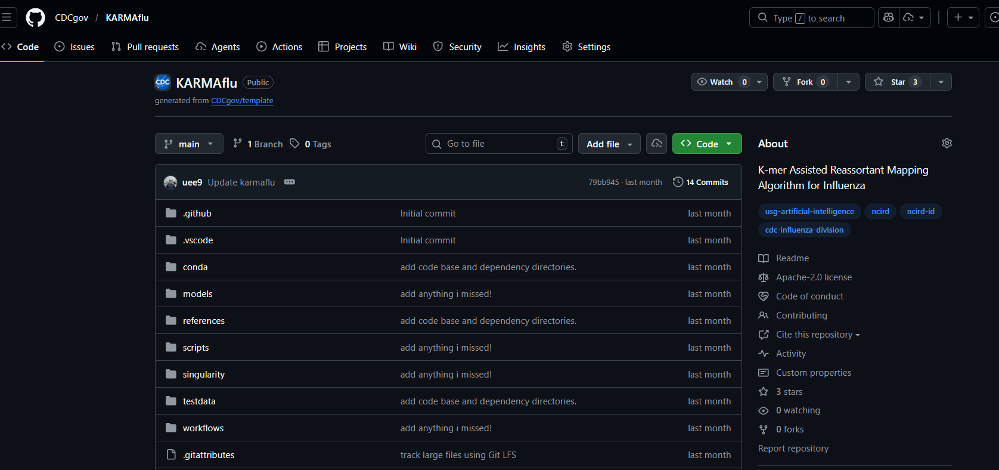 CDCgov / KARMAflu
Type / to search
Code
Issues
Pull requests
Agents
Actions
Projects
Wiki
Security
Insights
Settings
CDC
KARMAflu
Public
Watch 0
Fork 0
Star 3
generated from CDCgov/template
main
1 Branch
0 Tags
Go to file
t
Add file
Code
uee9 Update karmaflu
79bb945 · last month
14 Commits
.github Initial commit last month
.vscode Initial commit last month
conda add code base and dependency directories. last month
models add anything i missed! last month
references add code base and dependency directories. last month
scripts add anything i missed! last month
singularity add anything i missed! last month
testdata add code base and dependency directories. last month
workflows add anything i missed! last month
.gitattributes track large files using Git LFS last month
About
K-mer Assisted Reassortant Mapping
Algorithm for Influenza
usg-artificial-intelligence ncird ncird-id
cdc-influenza-division
Readme
Apache-2.0 license
Code of conduct
Contributing
Cite this repository
Activity
Custom properties
3 stars
0 watching
0 forks
Report repository